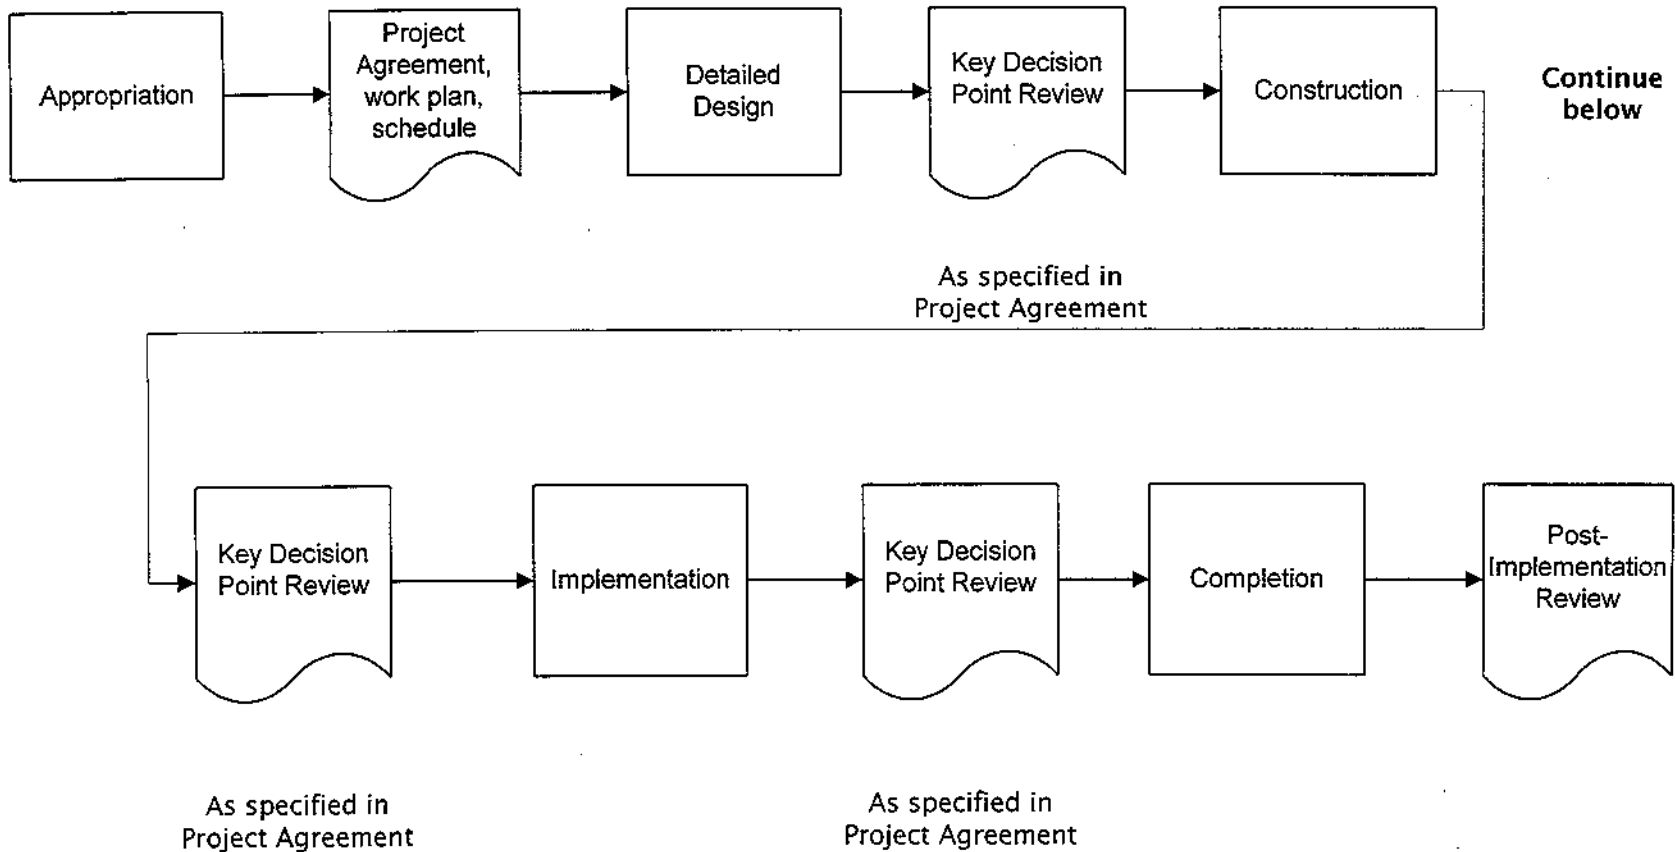 Appropriation
Project
Agreement,
work plan,
schedule
Detailed
Design
Key Decision
Point Review
Construction
Continue
below
As specified in
Project Agreement
Key Decision
Point Review
Implementation
Key Decision
Point Review
Completion
Post-
Implementation
Review
As specified in
Project Agreement
As specified in
Project Agreement